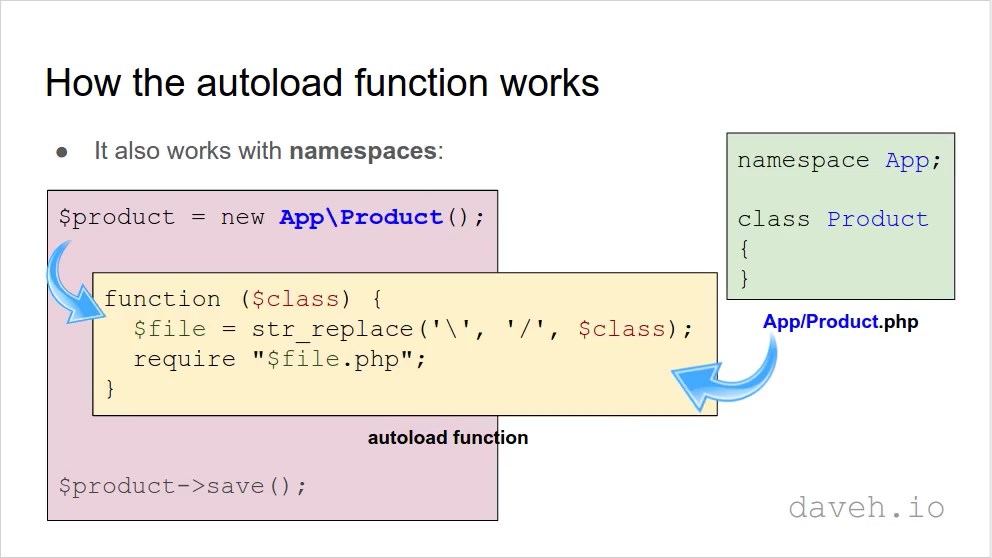 How the autoload function works
● It also works with namespaces:
$product = new App\Product();
function ($class) {
$file = str_replace('\', '/', $class);
require "$file.php";
}
autoload function
$product->save();
namespace App;
class Product
{
}
App/Product.php
daveh.io